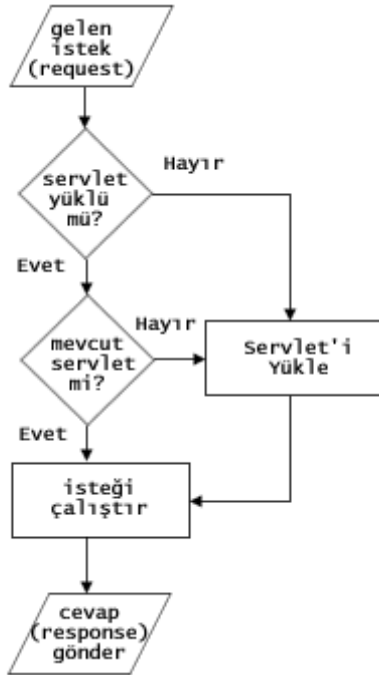 gelen
istek
(request)
servlet
yüklü
mü?
Hayır
Evet
mevcut
servlet
mi?
Hayır
Servlet'i
Yükle
Evet
isteği
çalıştır
cevap
(response)
gönder